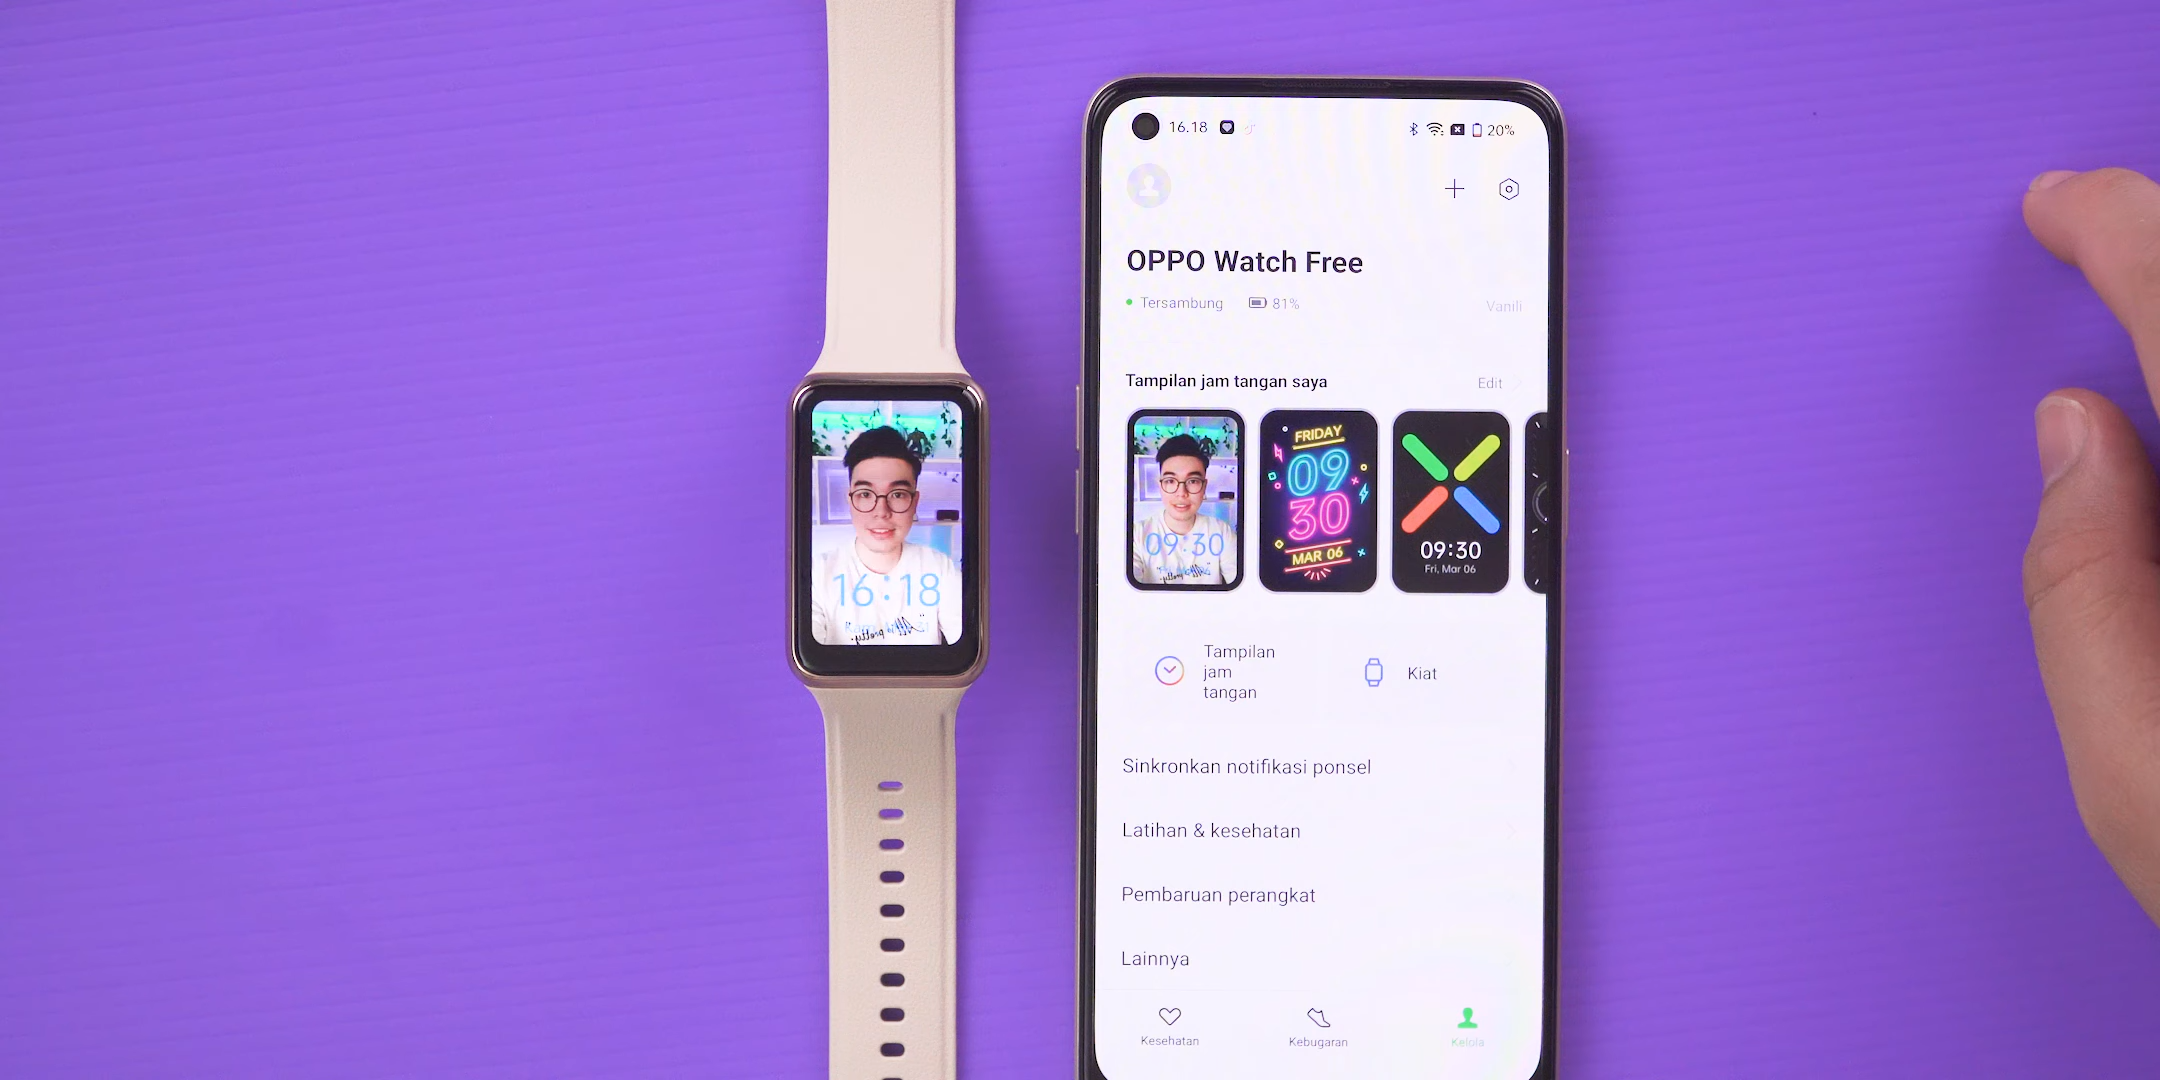 16:18
16.18
20%
OPPO Watch Free
Tersambung
81%
Vanili
Tampilan jam tangan saya
Edit
09:30
FRIDAY
09
30
MAR 06
09:30
Fri, Mar 06
Tampilan
jam
tangan
Kiat
Sinkronkan notifikasi ponsel
Latihan & kesehatan
Pembaruan perangkat
Lainnya
Kesehatan
Kebugaran
Kelola